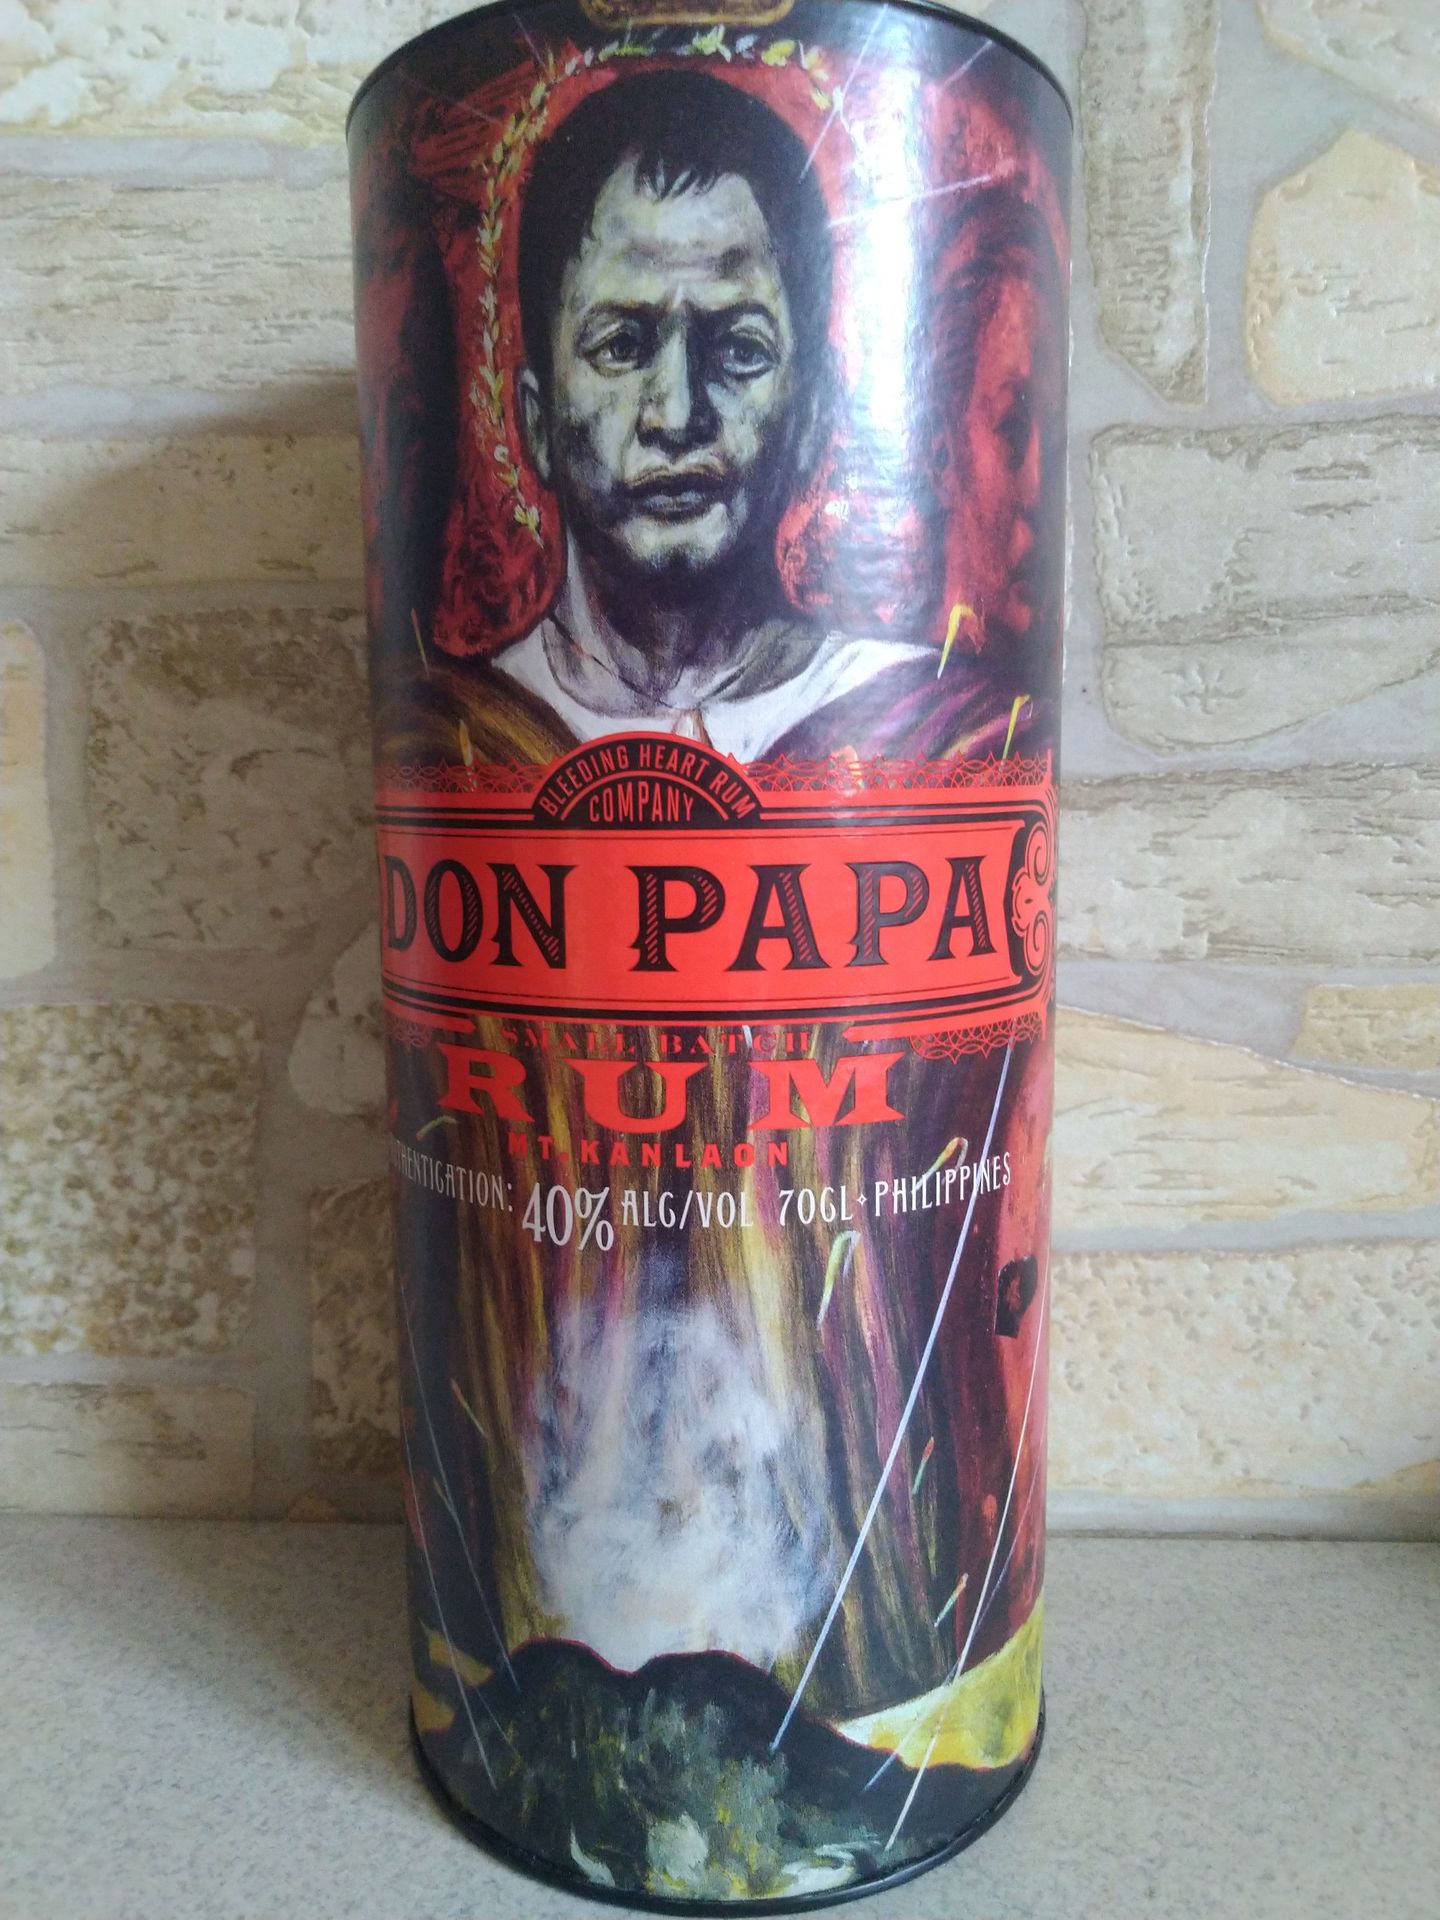 BLEEDING HEART RUM
COMPANY
DON PAPA
SMALL BATCH
RUM
MT. KANLAON
40% ALC/VOL 70CL PHILIPPINES